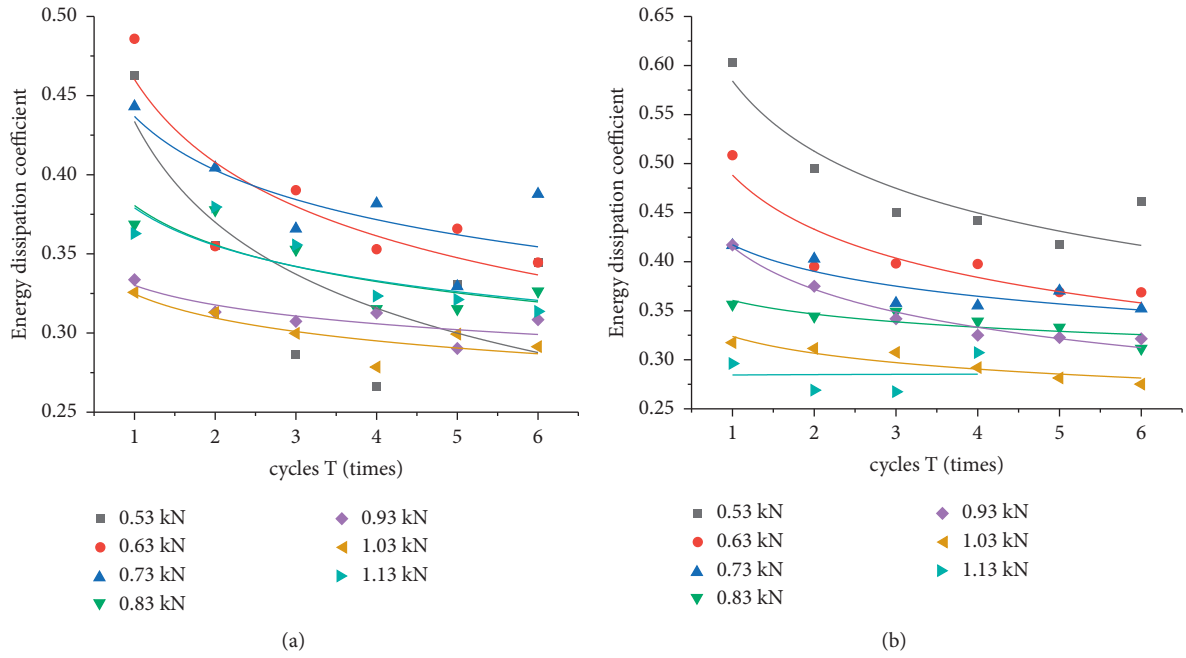 0.50
0.45
0.40
0.35
0.30
0.25
Energy dissipation coefficient
1 2 3 4 5 6
cycles T (times)
0.53 kN
0.63 kN
0.73 kN
0.83 kN
0.93 kN
1.03 kN
1.13 kN
(a)
0.65
0.60
0.55
0.50
0.45
0.40
0.35
0.30
0.25
Energy dissipation coefficient
1 2 3 4 5 6
cycles T (times)
0.53 kN
0.63 kN
0.73 kN
0.83 kN
0.93 kN
1.03 kN
1.13 kN
(b)